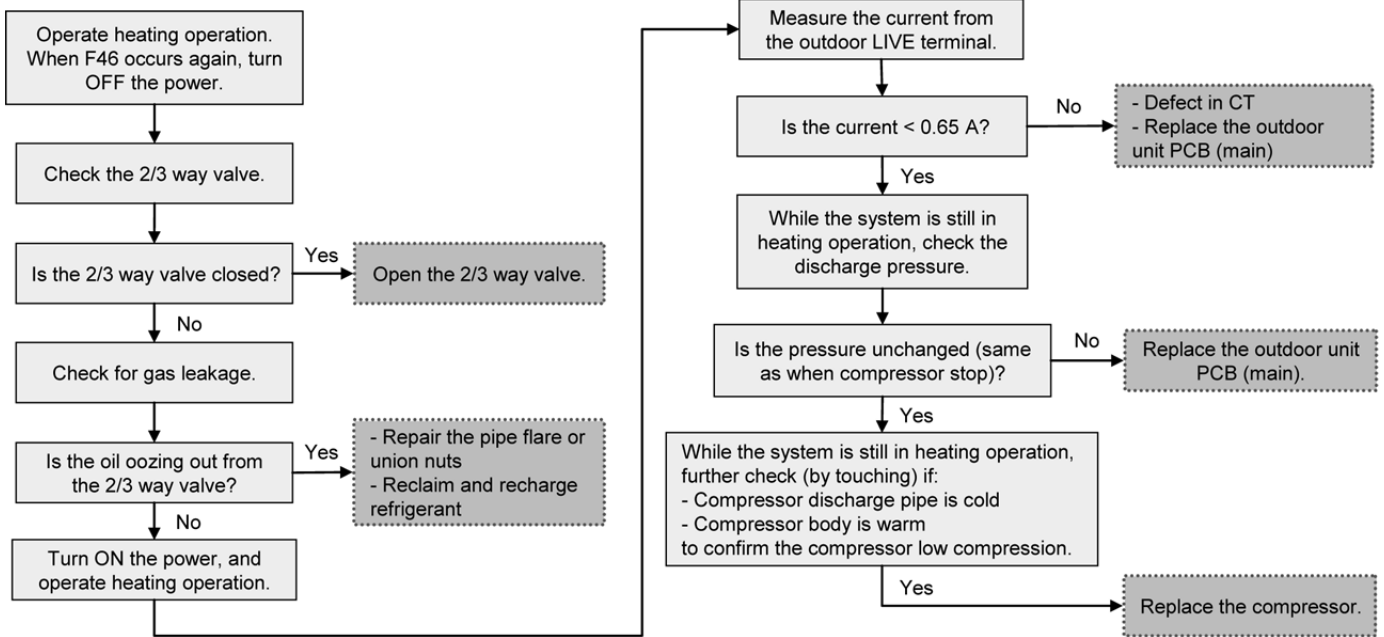 Operate heating operation.
When F46 occurs again, turn
OFF the power.
Check the 2/3 way valve.
Is the 2/3 way valve closed?
Yes
Open the 2/3 way valve.
No
Check for gas leakage.
Is the oil oozing out from
the 2/3 way valve?
Yes
- Repair the pipe flare or
union nuts
- Reclaim and recharge
refrigerant
No
Turn ON the power, and
operate heating operation.
Measure the current from
the outdoor LIVE terminal.
Is the current < 0.65 A?
No
- Defect in CT
- Replace the outdoor
unit PCB (main)
Yes
While the system is still in
heating operation, check the
discharge pressure.
Is the pressure unchanged (same
as when compressor stop)?
No
Replace the outdoor unit
PCB (main).
Yes
While the system is still in heating operation,
further check (by touching) if:
- Compressor discharge pipe is cold
- Compressor body is warm
to confirm the compressor low compression.
Yes
Replace the compressor.